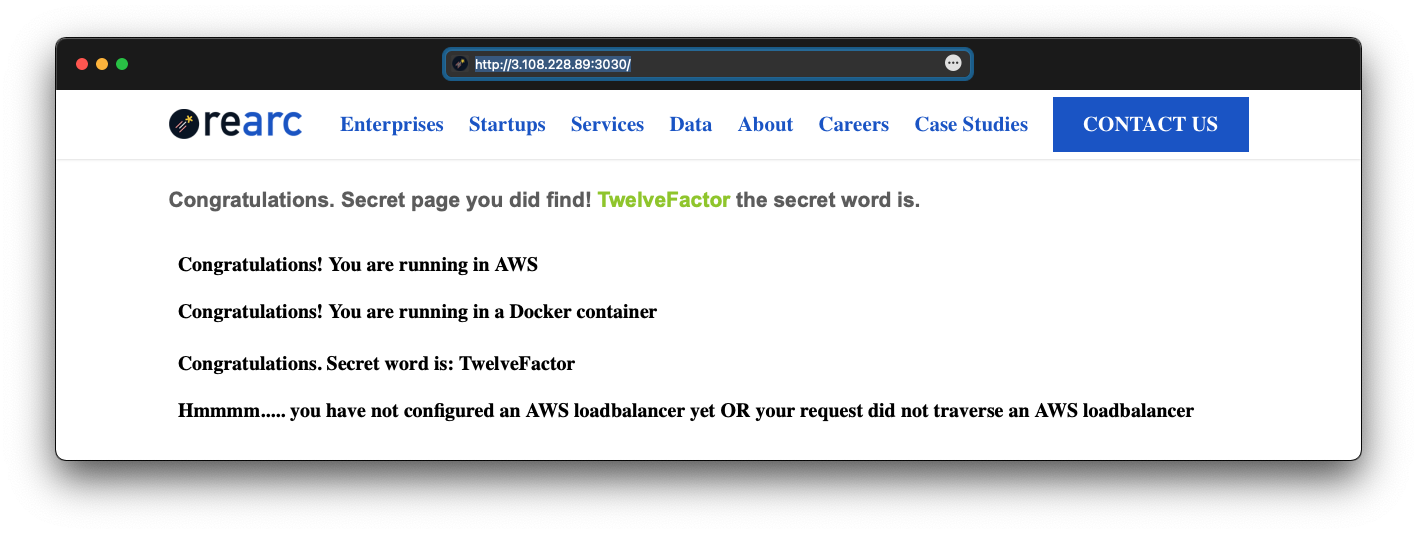 http://3.108.228.89:3030/
rearc Enterprises Startups Services Data About Careers Case Studies CONTACT US
Congratulations. Secret page you did find! TwelveFactor the secret word is.
Congratulations! You are running in AWS
Congratulations! You are running in a Docker container
Congratulations. Secret word is: TwelveFactor
Hmmmm..... you have not configured an AWS loadbalancer yet OR your request did not traverse an AWS loadbalancer